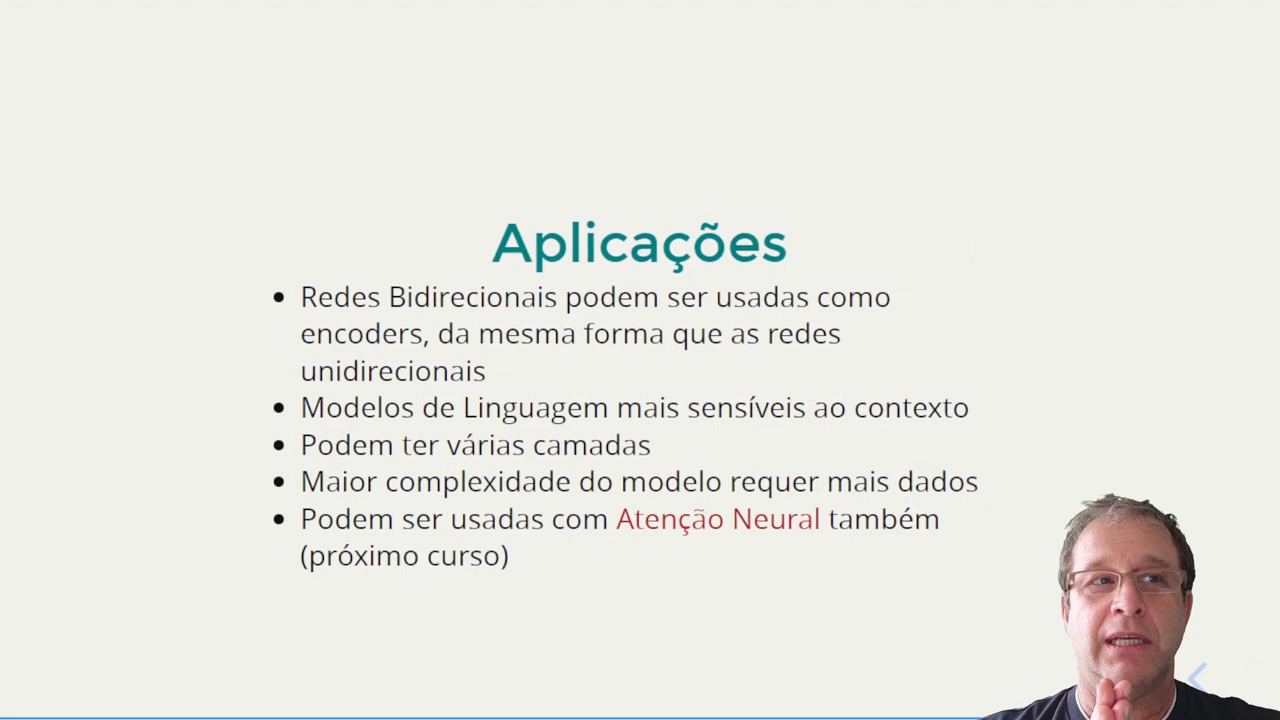 Aplicações
Redes Bidirecionais podem ser usadas como
encoders, da mesma forma que as redes
unidirecionais
Modelos de Linguagem mais sensíveis ao contexto
Podem ter várias camadas
Maior complexidade do modelo requer mais dados
Podem ser usadas com Atenção Neural também
(próximo curso)